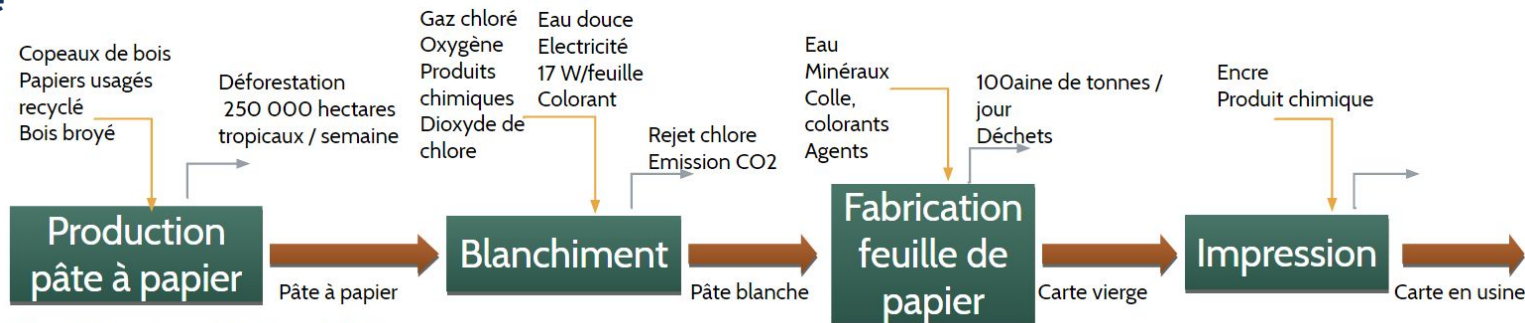 Copeaux de bois
Papiers usagés
recyclé
Bois broyé
Déforestation
250 000 hectares
tropicaux / semaine
Production
pâte à papier
Pâte à papier
Gaz chloré
Oxygène
Produits
chimiques
Dioxyde de
chlore
Eau douce
Electricité
17 W/feuille
Colorant
Rejet chlore
Emission CO2
Blanchiment
Pâte blanche
Eau
Minéraux
Colle,
colorants
Agents
100aine de tonnes /
jour
Déchets
Fabrication
feuille de
papier
Carte vierge
Encre
Produit chimique
Impression
Carte en usine